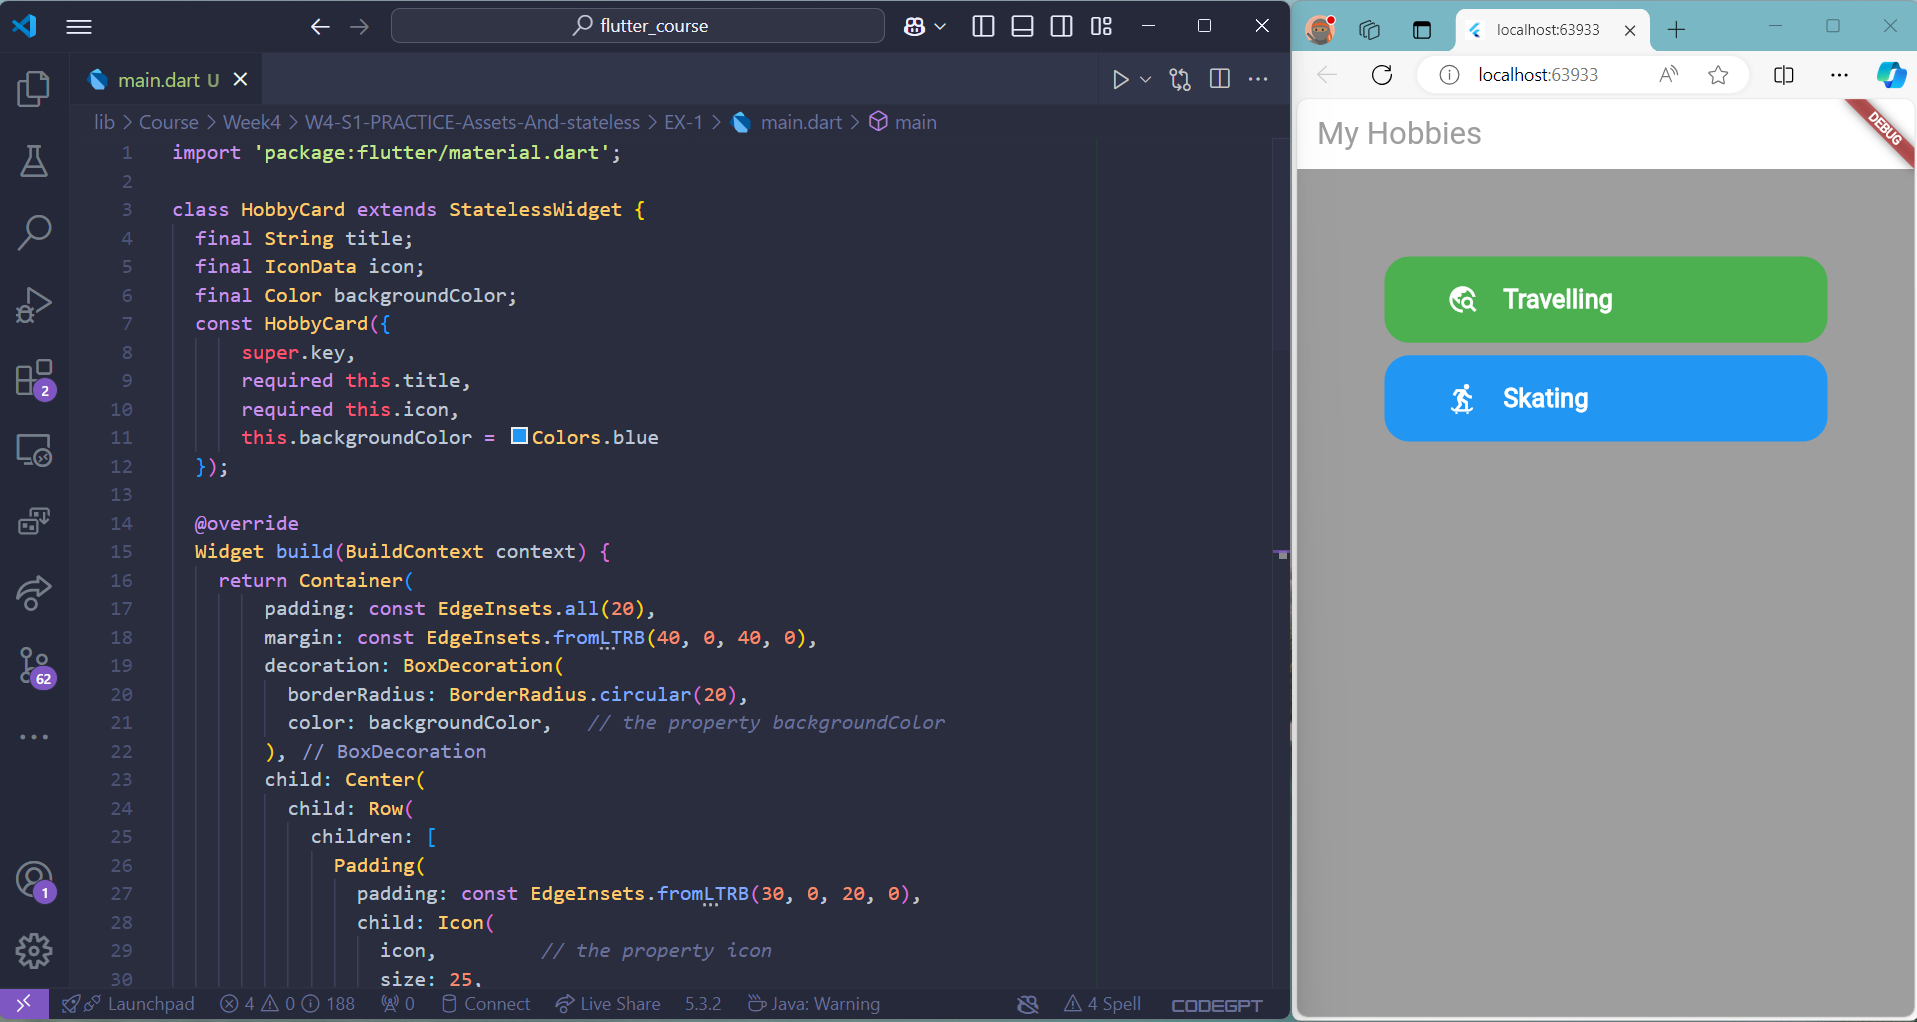 flutter_course
main.dart U
lib > Course > Week4 > W4-S1-PRACTICE-Assets-And-stateless > EX-1 > main.dart > main
1 import 'package:flutter/material.dart';
2
3 class HobbyCard extends StatelessWidget {
4 final String title;
5 final IconData icon;
6 final Color backgroundColor;
7 const HobbyCard({
8 super.key,
9 required this.title,
10 required this.icon,
11 this.backgroundColor = Colors.blue
12 });
13
14 @override
15 Widget build(BuildContext context) {
16 return Container(
17 padding: const EdgeInsets.all(20),
18 margin: const EdgeInsets.fromLTRB(40, 0, 40, 0),
19 decoration: BoxDecoration(
20 borderRadius: BorderRadius.circular(20),
21 color: backgroundColor, // the property backgroundColor
22 ), // BoxDecoration
23 child: Center(
24 child: Row(
25 children: [
26 Padding(
27 padding: const EdgeInsets.fromLTRB(30, 0, 20, 0),
28 child: Icon(
29 icon, // the property icon
30 size: 25,
2
62
1
Launchpad 4 0 188 0 Connect Live Share 5.3.2 Java: Warning 4 Spell CODEGPT
localhost:63933
localhost:63933
My Hobbies
DEBUG
Travelling
Skating